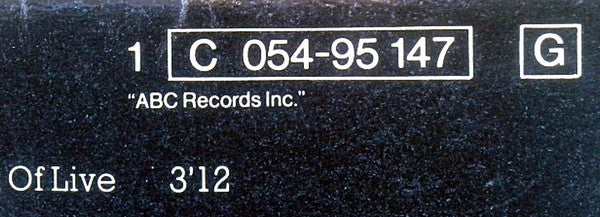 1 C 054-95 147 G
"ABC Records Inc."
Of Live 3'12